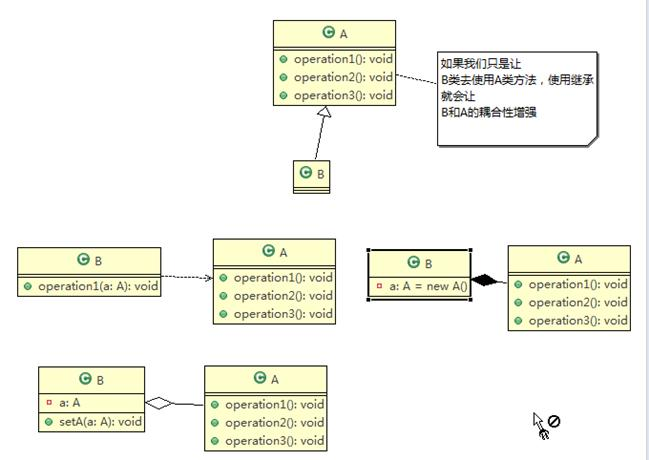 A
operation1(): void
operation2(): void
operation3(): void
如果我们只是让
B类去使用A类方法，使用继承
就会让
B和A的耦合性增强
B
B
operation1(a: A): void
A
operation1(): void
operation2(): void
operation3(): void
B
a: A = new A()
A
operation1(): void
operation2(): void
operation3(): void
B
a: A
setA(a: A): void
A
operation1(): void
operation2(): void
operation3(): void